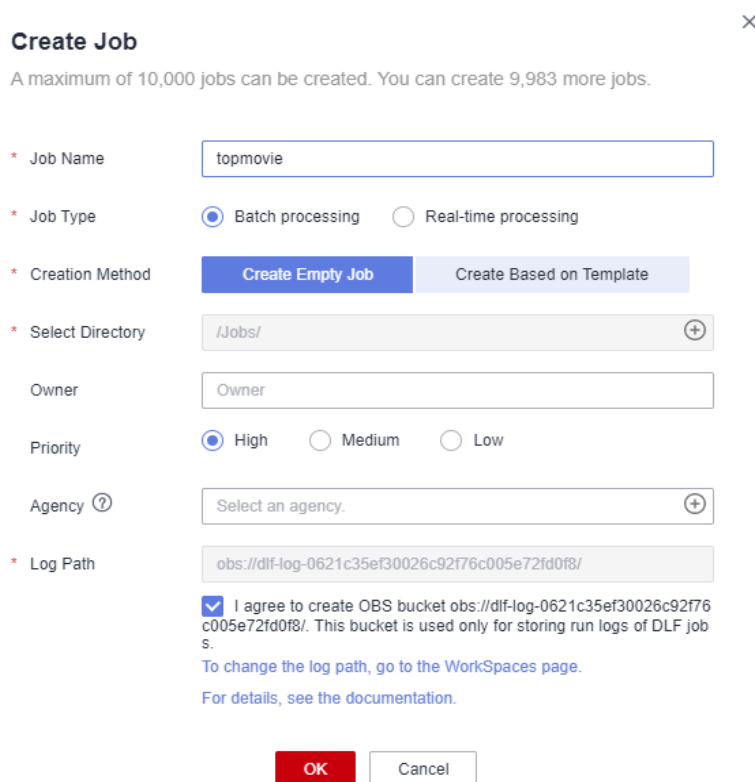 Create Job
A maximum of 10,000 jobs can be created. You can create 9,983 more jobs.
* Job Name topmovie
* Job Type Batch processing Real-time processing
* Creation Method Create Empty Job Create Based on Template
* Select Directory /Jobs/
Owner Owner
Priority High Medium Low
Agency Select an agency.
* Log Path obs://dlf-log-0621c35ef30026c92f76c005e72fd0f8/
I agree to create OBS bucket obs://dlf-log-0621c35ef30026c92f76
c005e72fd0f8/. This bucket is used only for storing run logs of DLF job
s.
To change the log path, go to the WorkSpaces page.
For details, see the documentation.
OK Cancel